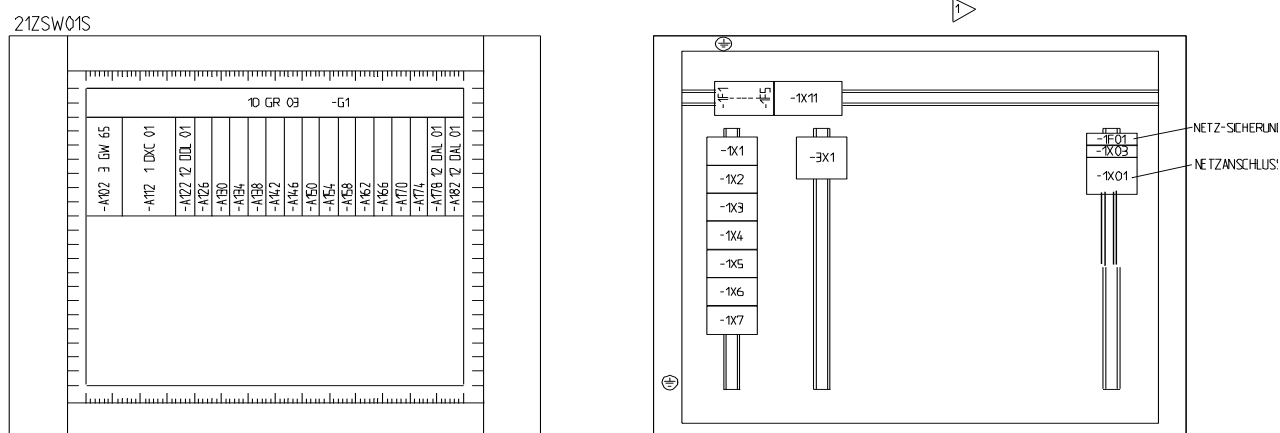 21ZSW01S
1
10 GR 03 -G1
-A102 3 GW 65
-A112 1 DXC 01
-A122 12 DDL 01
-A126
-A130
-A134
-A138
-A142
-A146
-A150
-A154
-A158
-A162
-A166
-A170
-A174
-A178 12 DAL 01
-A182 12 DAL 01
-1F1
-1F5
-1X11
-1X1
-1X2
-1X3
-1X4
-1X5
-1X6
-1X7
-3X1
-1F01
-1X03
-1X01
NETZ-SICHERUN
NETZANSCHLUSS